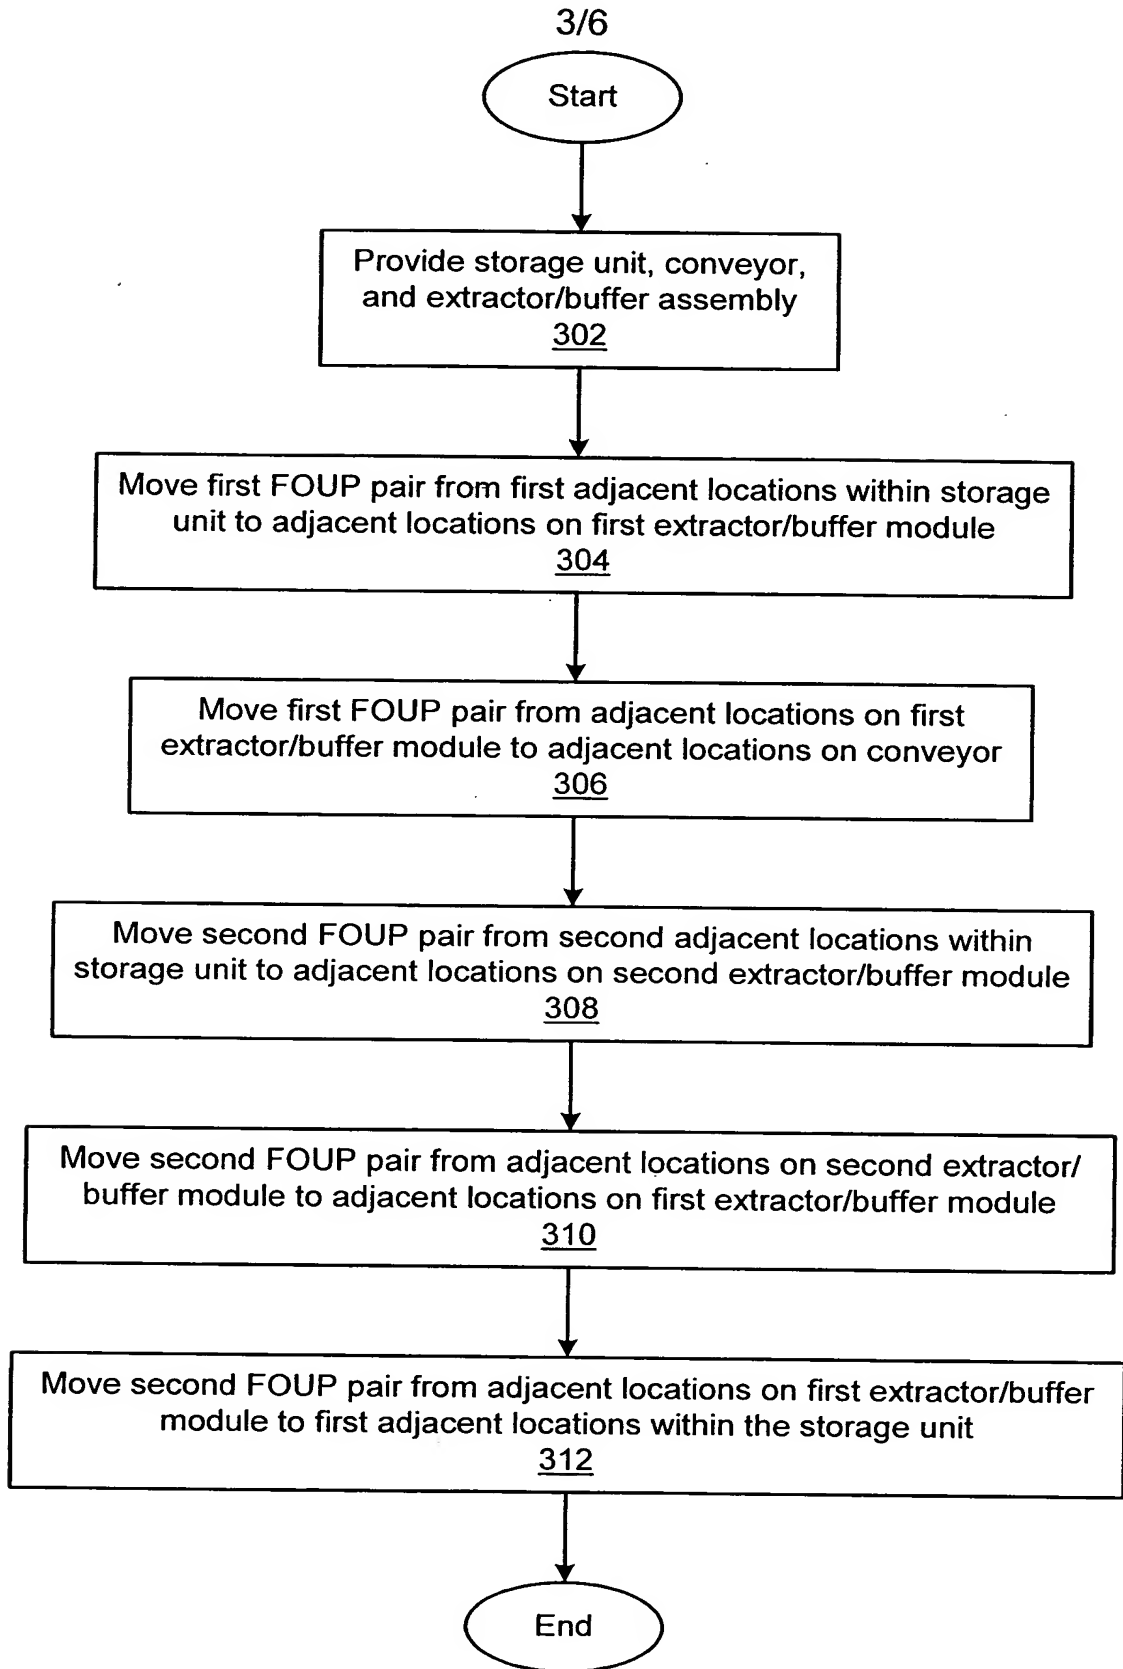 3/6
Start
Provide storage unit, conveyor,
and extractor/buffer assembly
302
Move first FOUP pair from first adjacent locations within storage
unit to adjacent locations on first extractor/buffer module
304
Move first FOUP pair from adjacent locations on first
extractor/buffer module to adjacent locations on conveyor
306
Move second FOUP pair from second adjacent locations within
storage unit to adjacent locations on second extractor/buffer module
308
Move second FOUP pair from adjacent locations on second extractor/
buffer module to adjacent locations on first extractor/buffer module
310
Move second FOUP pair from adjacent locations on first extractor/buffer
module to first adjacent locations within the storage unit
312
End